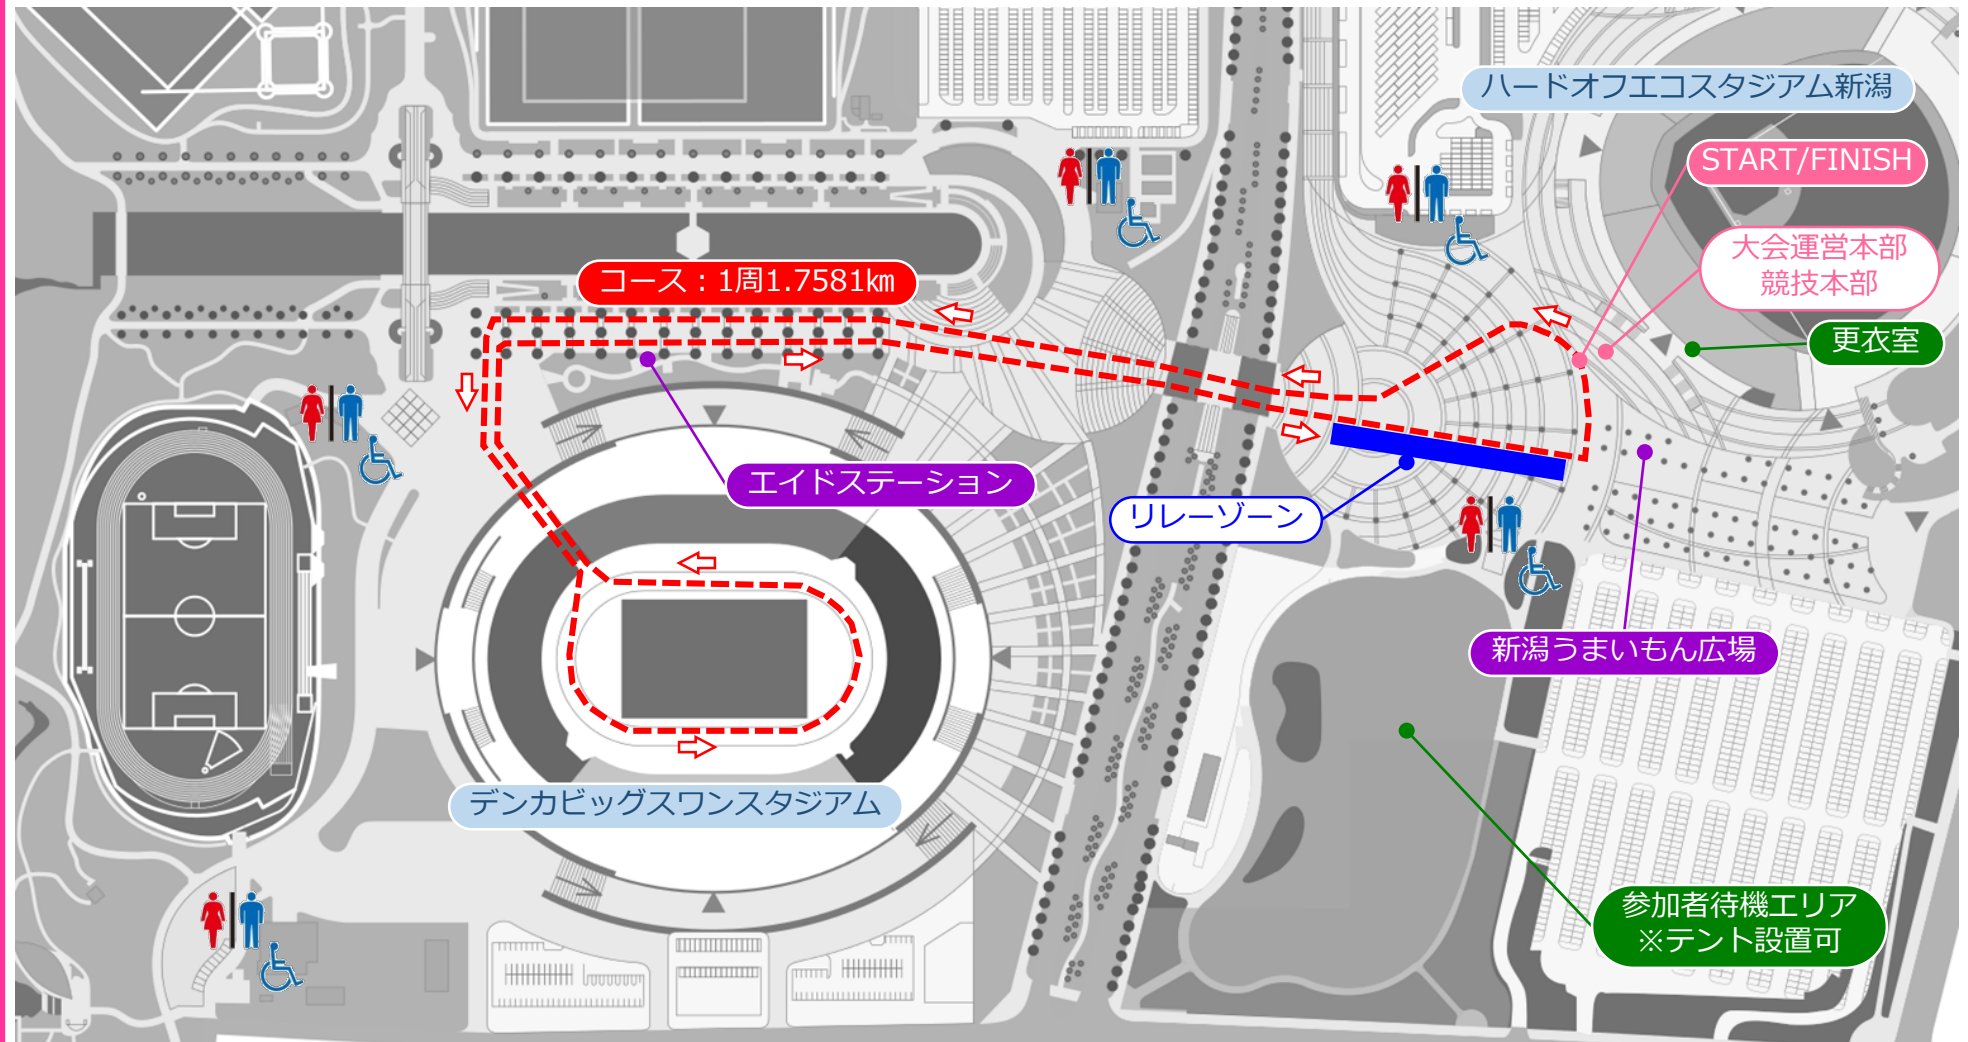 ハードオフエコスタジアム新潟
START/FINISH
大会運営本部
競技本部
コース：1周1.7581㎞
更衣室
エイドステーション
リレーゾーン
新潟うまいもん広場
デンカビッグスワンスタジアム
参加者待機エリア
※テント設置可